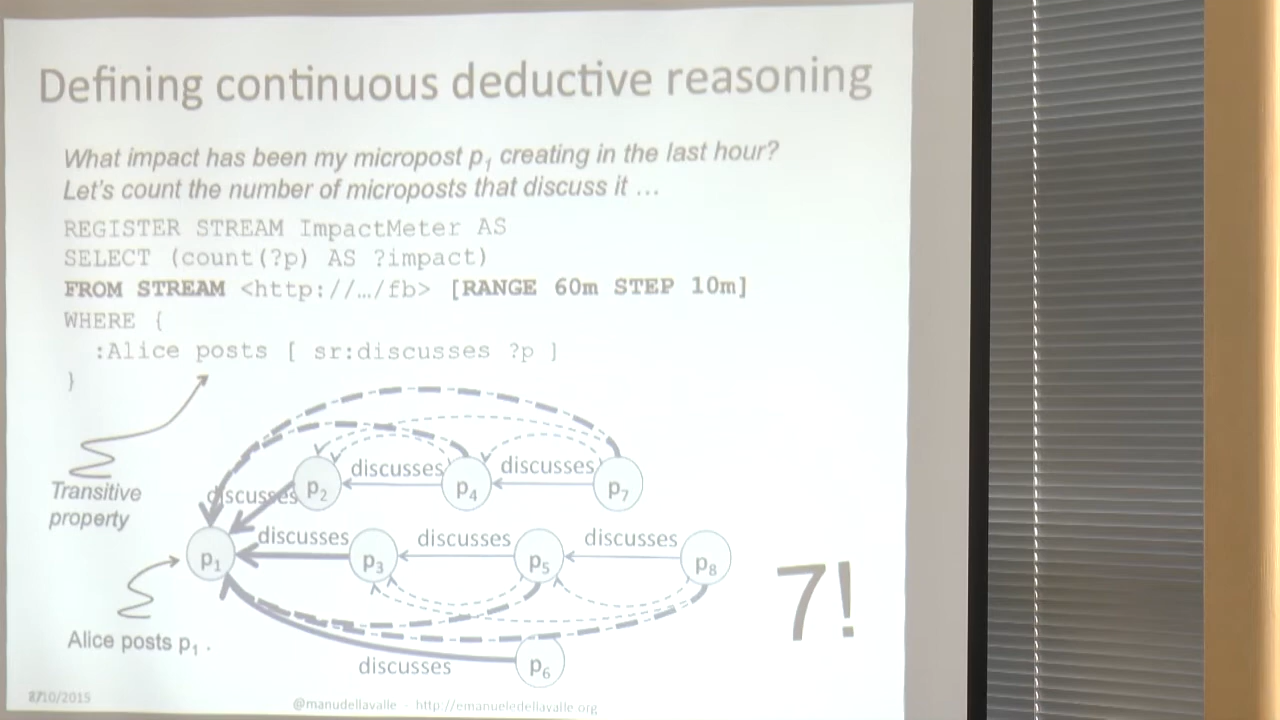 Defining continuous deductive reasoning
What impact has been my micropost p1 creating in the last hour?
Let's count the number of microposts that discuss it …
REGISTER STREAM ImpactMeter AS
SELECT (count(?p) AS ?impact)
FROM STREAM <http://…/fb> [RANGE 60m STEP 10m]
WHERE {
:Alice posts [ sr:discusses ?p ]
}
discusses discusses
discusses p2 p4 p7
Transitive
property
discusses discusses discusses
p1 p3 p5 p8
7!
Alice posts p1 .
discusses p6
/10/2015
@manudellavalle - http://emanueledellavalle.org